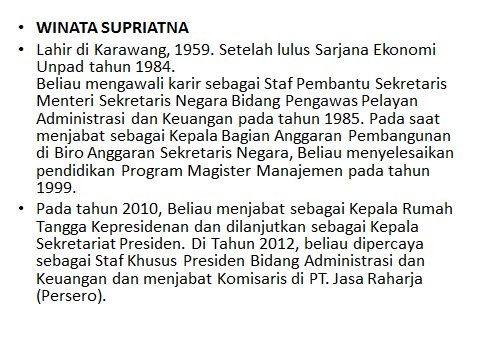 • WINATA SUPRIATNA
• Lahir di Karawang, 1959. Setelah lulus Sarjana Ekonomi
Unpad tahun 1984.
Beliau mengawali karir sebagai Staf Pembantu Sekretaris
Menteri Sekretaris Negara Bidang Pengawas Pelayan
Administrasi dan Keuangan pada tahun 1985. Pada saat
menjabat sebagai Kepala Bagian Anggaran Pembangunan
di Biro Anggaran Sekretaris Negara, Beliau menyelesaikan
pendidikan Program Magister Manajemen pada tahun
1999.
• Pada tahun 2010, Beliau menjabat sebagai Kepala Rumah
Tangga Kepresidenan dan dilanjutkan sebagai Kepala
Sekretariat Presiden. Di Tahun 2012, beliau dipercaya
sebagai Staf Khusus Presiden Bidang Administrasi dan
Keuangan dan menjabat Komisaris di PT. Jasa Raharja
(Persero).